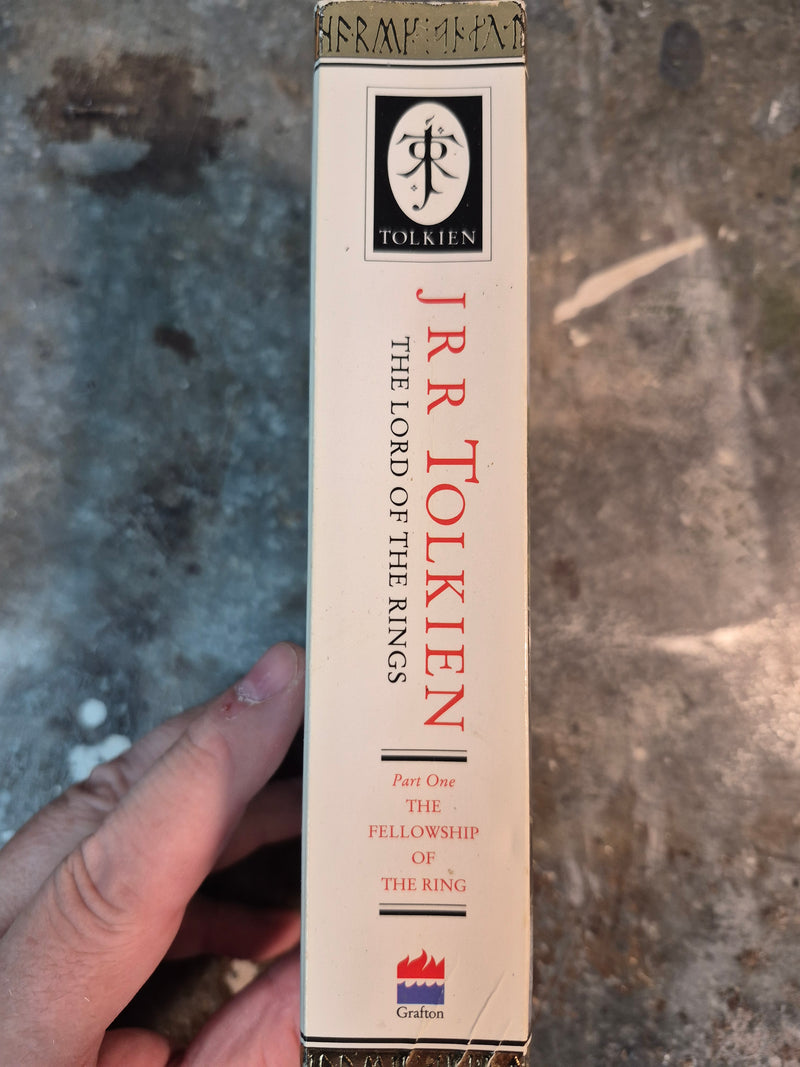 TOLKIEN
J R R TOLKIEN
THE LORD OF THE RINGS
Part One
THE
FELLOWSHIP
OF
THE RING
Grafton